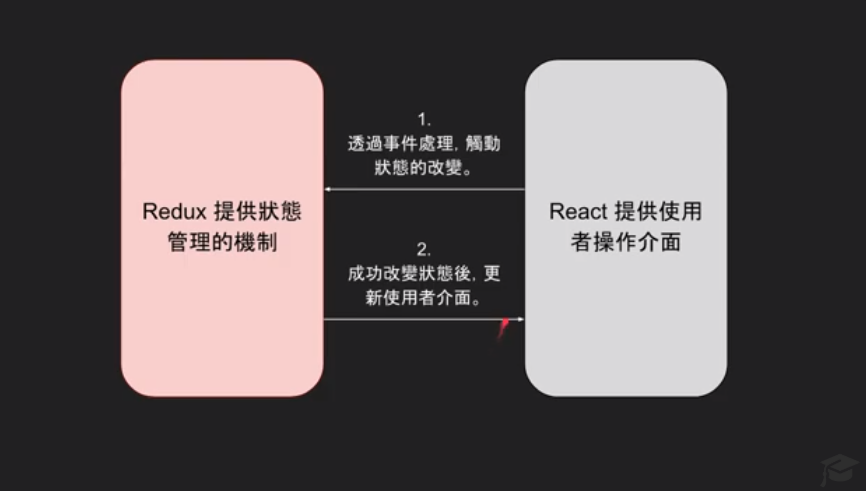 Redux 提供狀態
管理的機制
1.
透過事件處理, 觸動
狀態的改變。
2.
成功改變狀態後, 更
新使用者介面。
React 提供使用
者操作介面